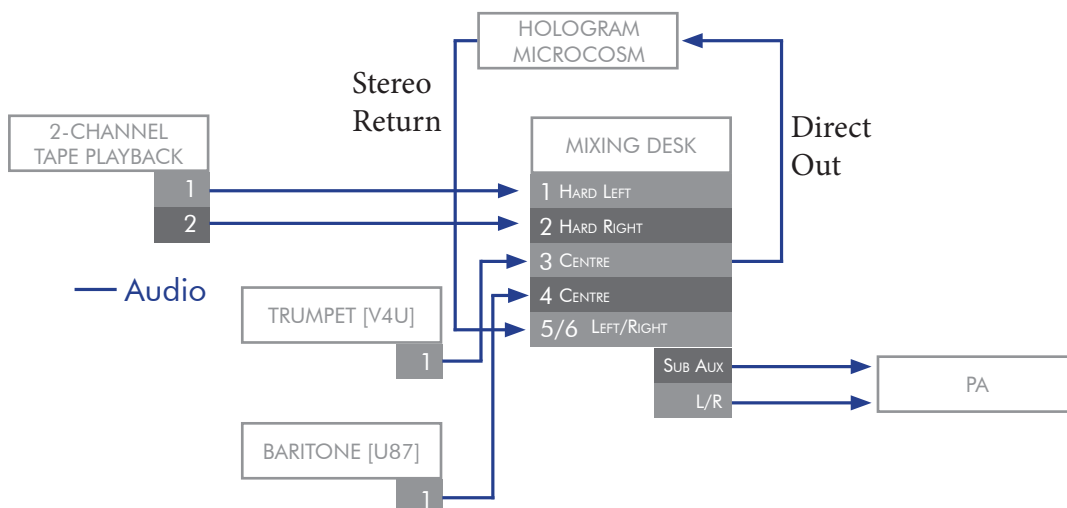 HOLOGRAM
MICROCOSM
Stereo
Return
Direct
Out
2-CHANNEL
TAPE PLAYBACK
1
2
MIXING DESK
1 HARD LEFT
2 HARD RIGHT
3 CENTRE
4 CENTRE
5/6 LEFT/RIGHT
SUB AUX
L/R
PA
Audio
TRUMPET [V4U]
1
BARITONE [U87]
1